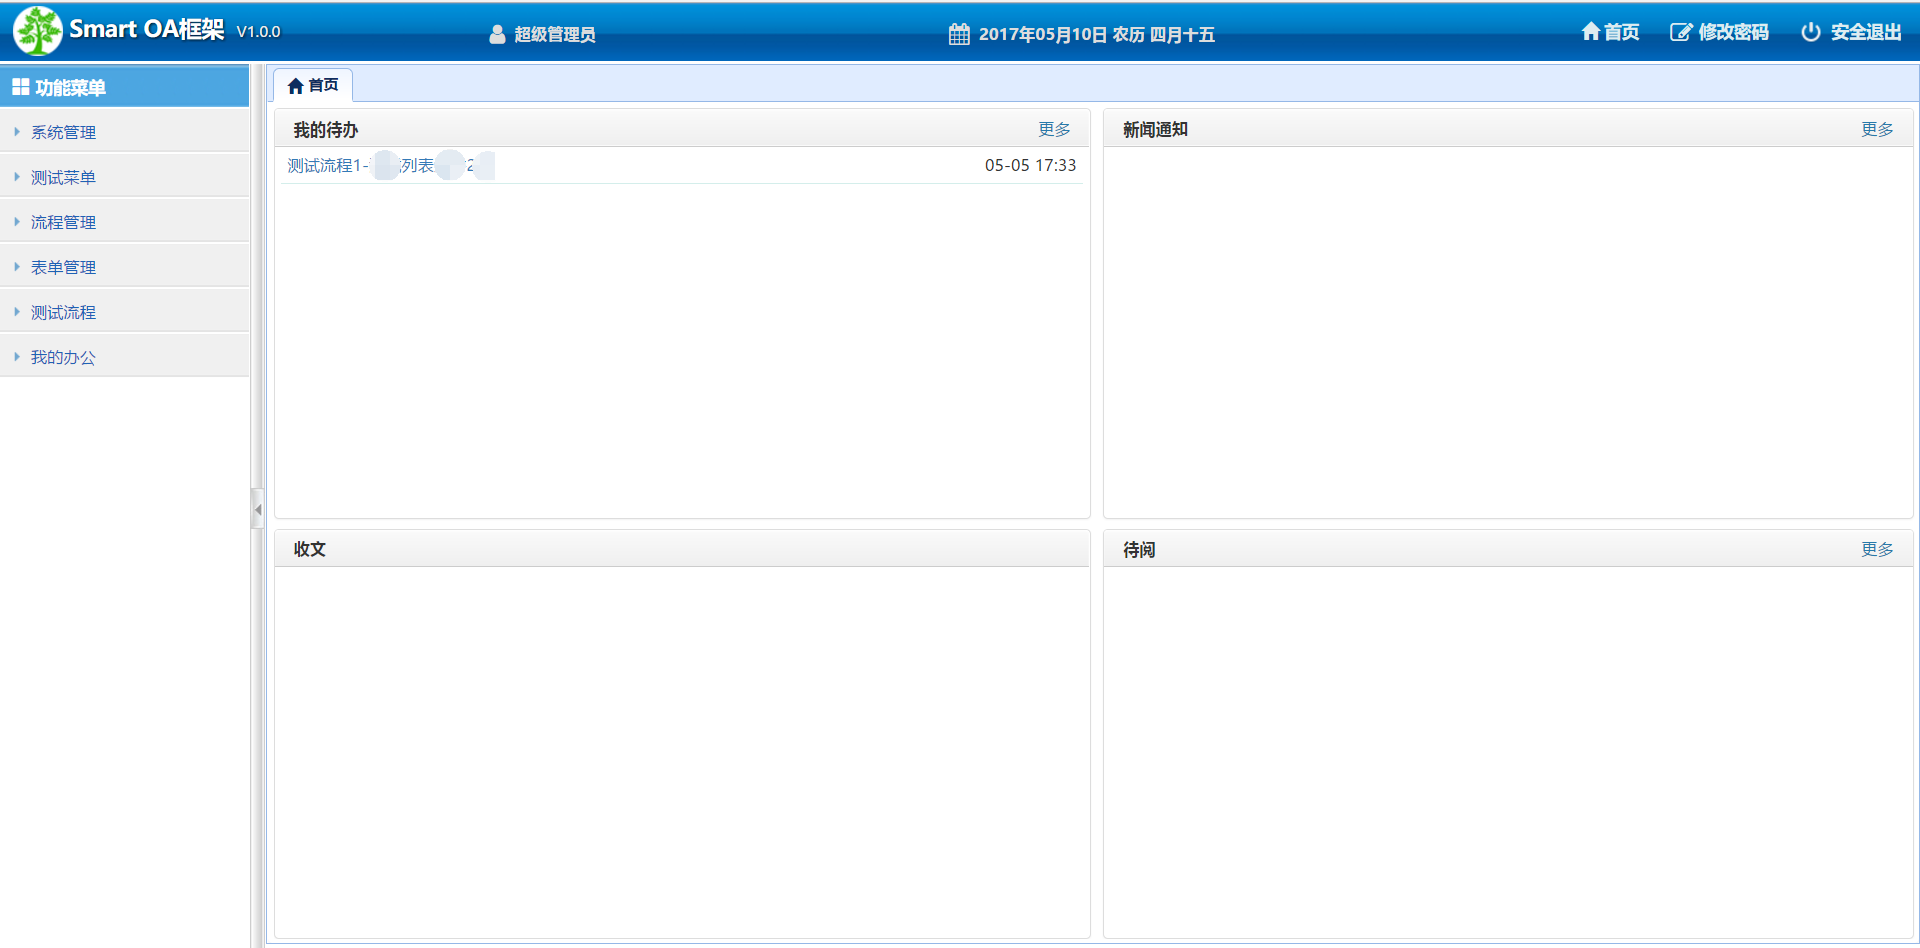 Smart OA框架 V1.0.0
超级管理员
2017年05月10日 农历 四月十五
首页
修改密码
安全退出
功能菜单
系统管理
测试菜单
流程管理
表单管理
测试流程
我的办公
首页
我的待办
更多
测试流程1-
列表
2
05-05 17:33
新闻通知
更多
收文
待阅
更多